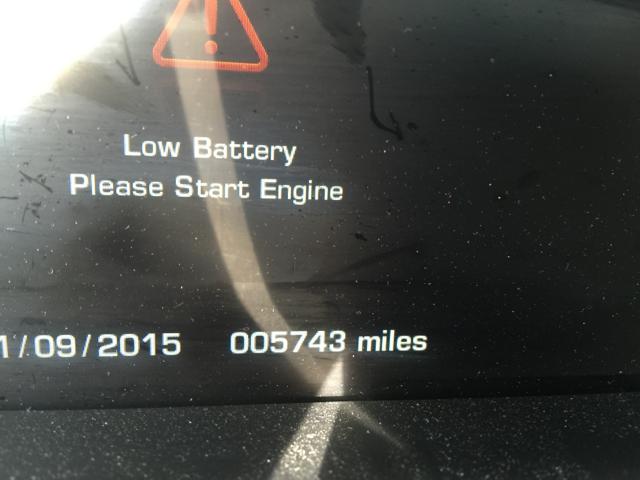 Low Battery
Please Start Engine
1/09/2015 005743 miles